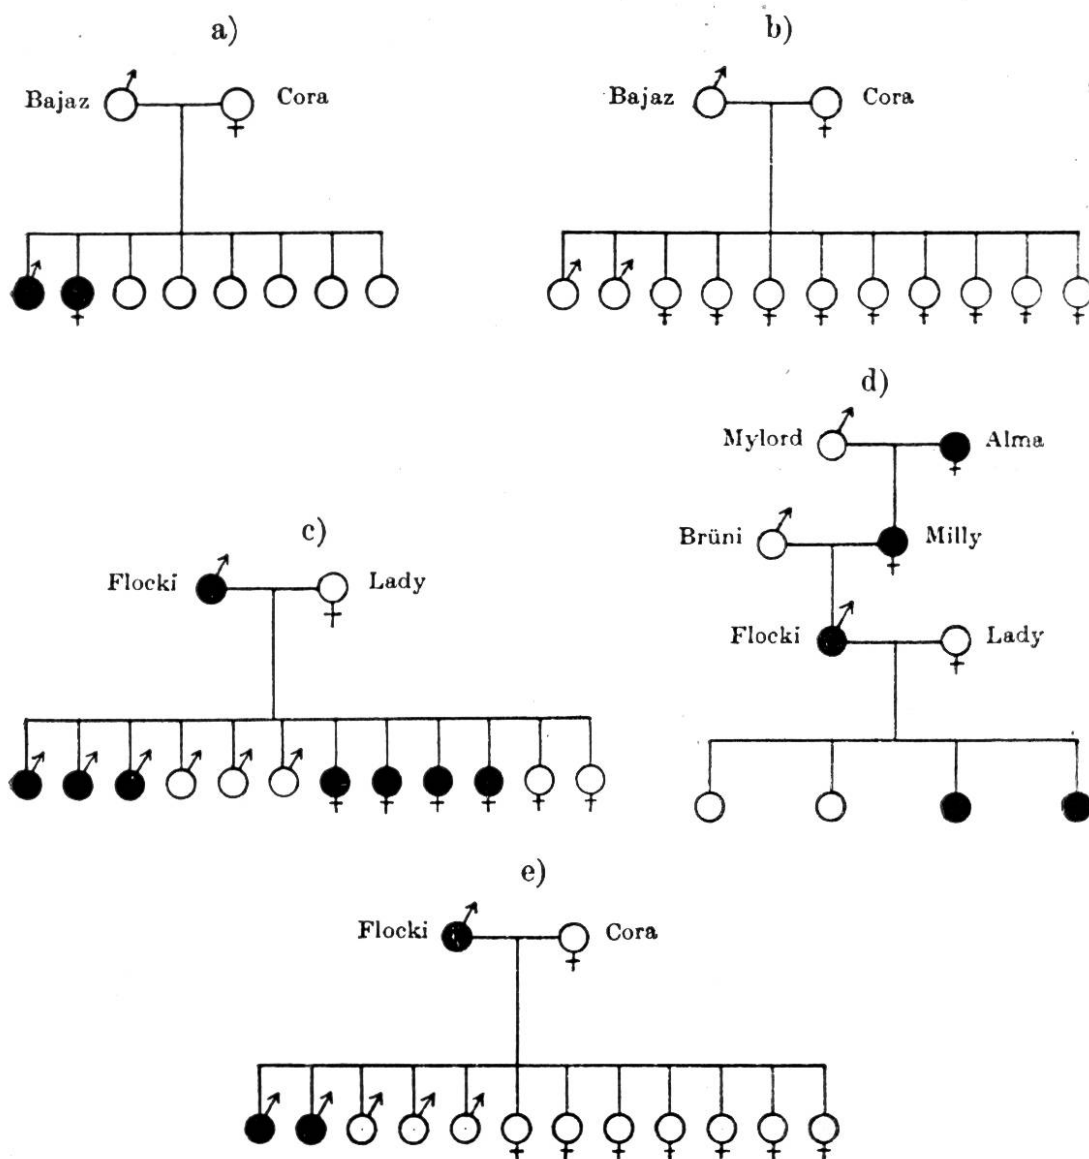 a)
Bajaz Cora
b)
Bajaz Cora
c)
Flocki Lady
d)
Mylord Alma
Brüni Milly
Flocki Lady
e)
Flocki Cora